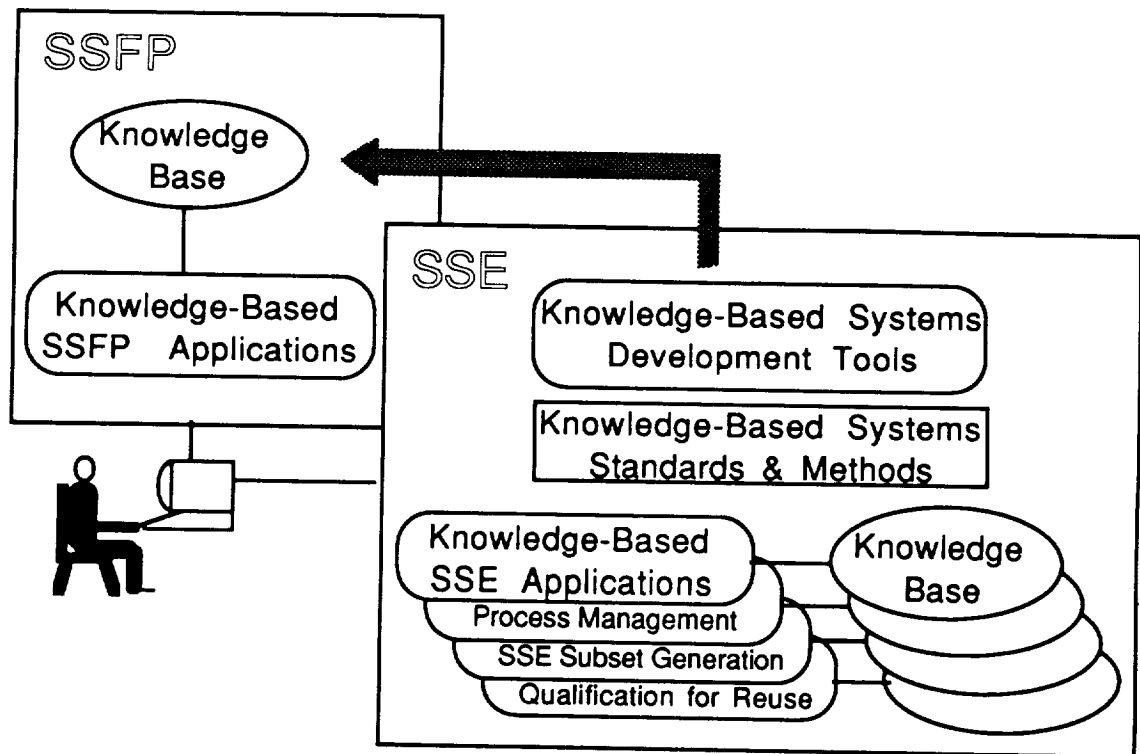 SSFP
Knowledge
Base
Knowledge-Based
SSFP Applications
SSE
Knowledge-Based Systems
Development Tools
Knowledge-Based Systems
Standards & Methods
Knowledge-Based
SSE Applications
Process Management
SSE Subset Generation
Qualification for Reuse
Knowledge
Base